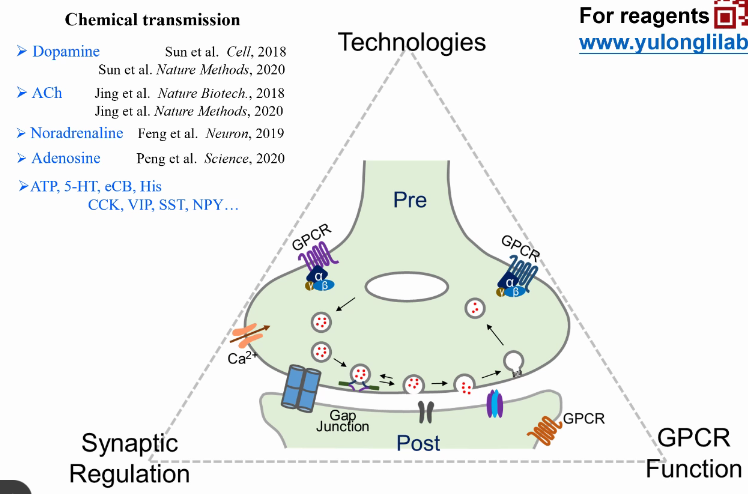 Chemical transmission
➢ Dopamine Sun et al. Cell, 2018
Sun et al. Nature Methods, 2020
➢ ACh Jing et al. Nature Biotech., 2018
Jing et al. Nature Methods, 2020
➢ Noradrenaline Feng et al. Neuron, 2019
➢ Adenosine Peng et al. Science, 2020
➢ ATP, 5-HT, eCB, His
CCK, VIP, SST, NPY…
For reagents
www.yulonglilab
Technologies
Pre
GPCR
α
γ β
GPCR
α
γ β
Ca2+
Gap
Junction
Post
GPCR
Synaptic
Regulation
GPCR
Function